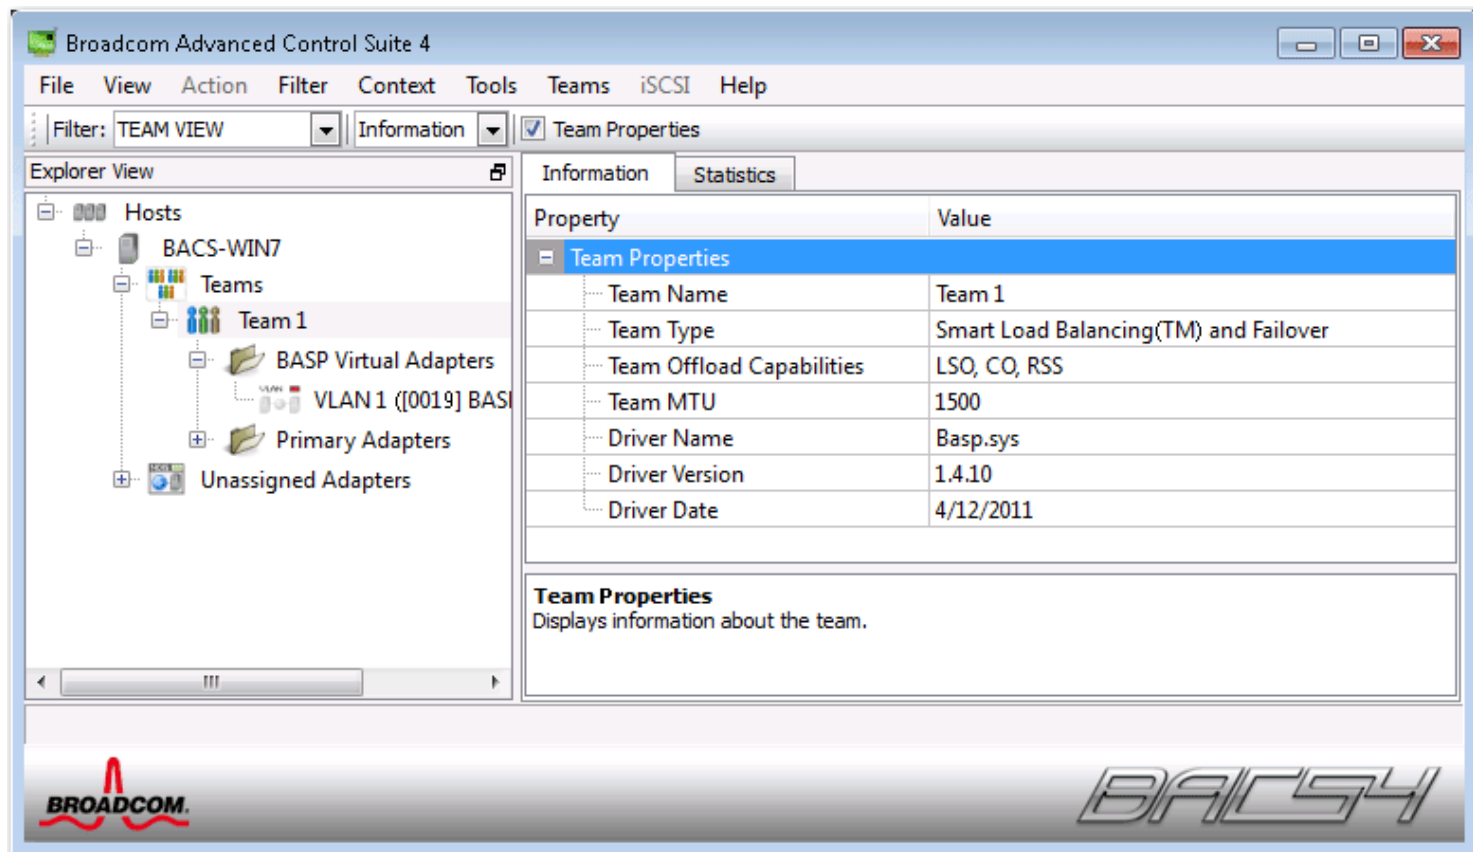 Broadcom Advanced Control Suite 4
File View Action Filter Context Tools Teams iSCSI Help
Filter: TEAM VIEW Information Team Properties
Explorer View
Hosts
BACS-WIN7
Teams
Team 1
BASP Virtual Adapters
VLAN 1 ([0019] BASP
Primary Adapters
Unassigned Adapters
Information Statistics
Property Value
Team Properties
Team Name Team 1
Team Type Smart Load Balancing(TM) and Failover
Team Offload Capabilities LSO, CO, RSS
Team MTU 1500
Driver Name Basp.sys
Driver Version 1.4.10
Driver Date 4/12/2011
Team Properties
Displays information about the team.
BROADCOM.
BACS4